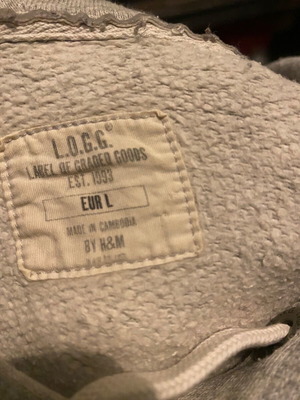 L.O.G.G.®
LABEL OF GRADED GOODS
EST. 1993
EUR L
MADE IN CAMBODIA
BY H&M